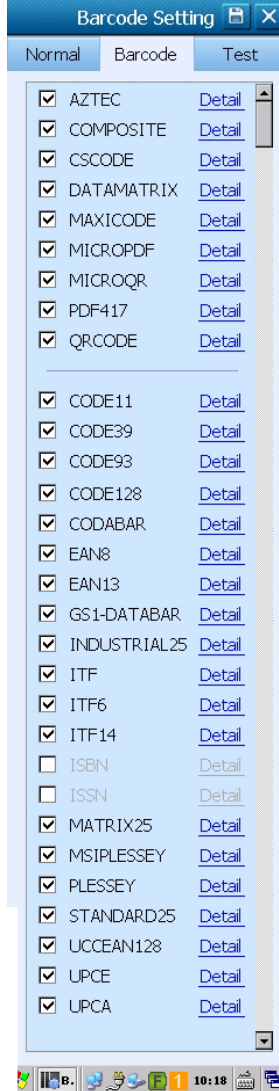 Barcode Setting
Normal Barcode Test
AZTEC Detail
COMPOSITE Detail
CSCODE Detail
DATAMATRIX Detail
MAXICODE Detail
MICROPDF Detail
MICROQR Detail
PDF417 Detail
QRCODE Detail
CODE11 Detail
CODE39 Detail
CODE93 Detail
CODE128 Detail
CODABAR Detail
EAN8 Detail
EAN13 Detail
GS1-DATABAR Detail
INDUSTRIAL25 Detail
ITF Detail
ITF6 Detail
ITF14 Detail
ISBN Detail
ISSN Detail
MATRIX25 Detail
MSIPLESSEY Detail
PLESSEY Detail
STANDARD25 Detail
UCCEAN128 Detail
UPCE Detail
UPCA Detail
B. F 1 10:18